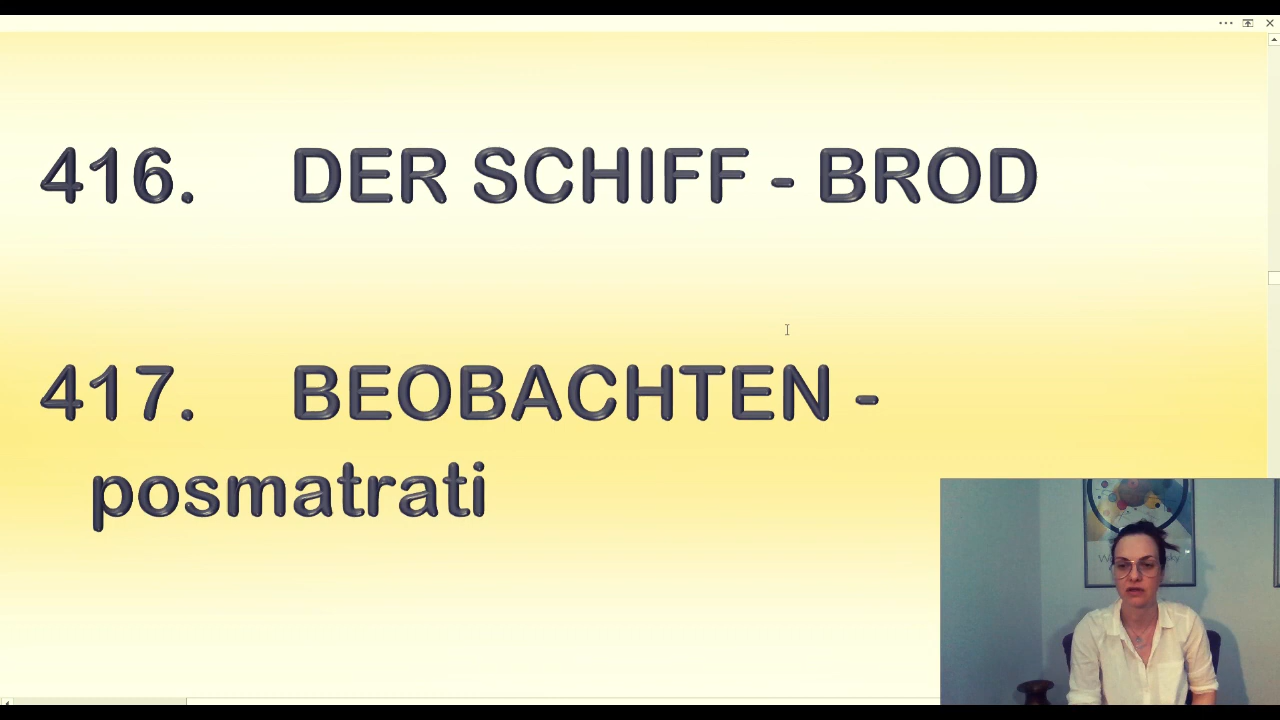 416. DER SCHIFF - BROD
417. BEOBACHTEN -
posmatrati